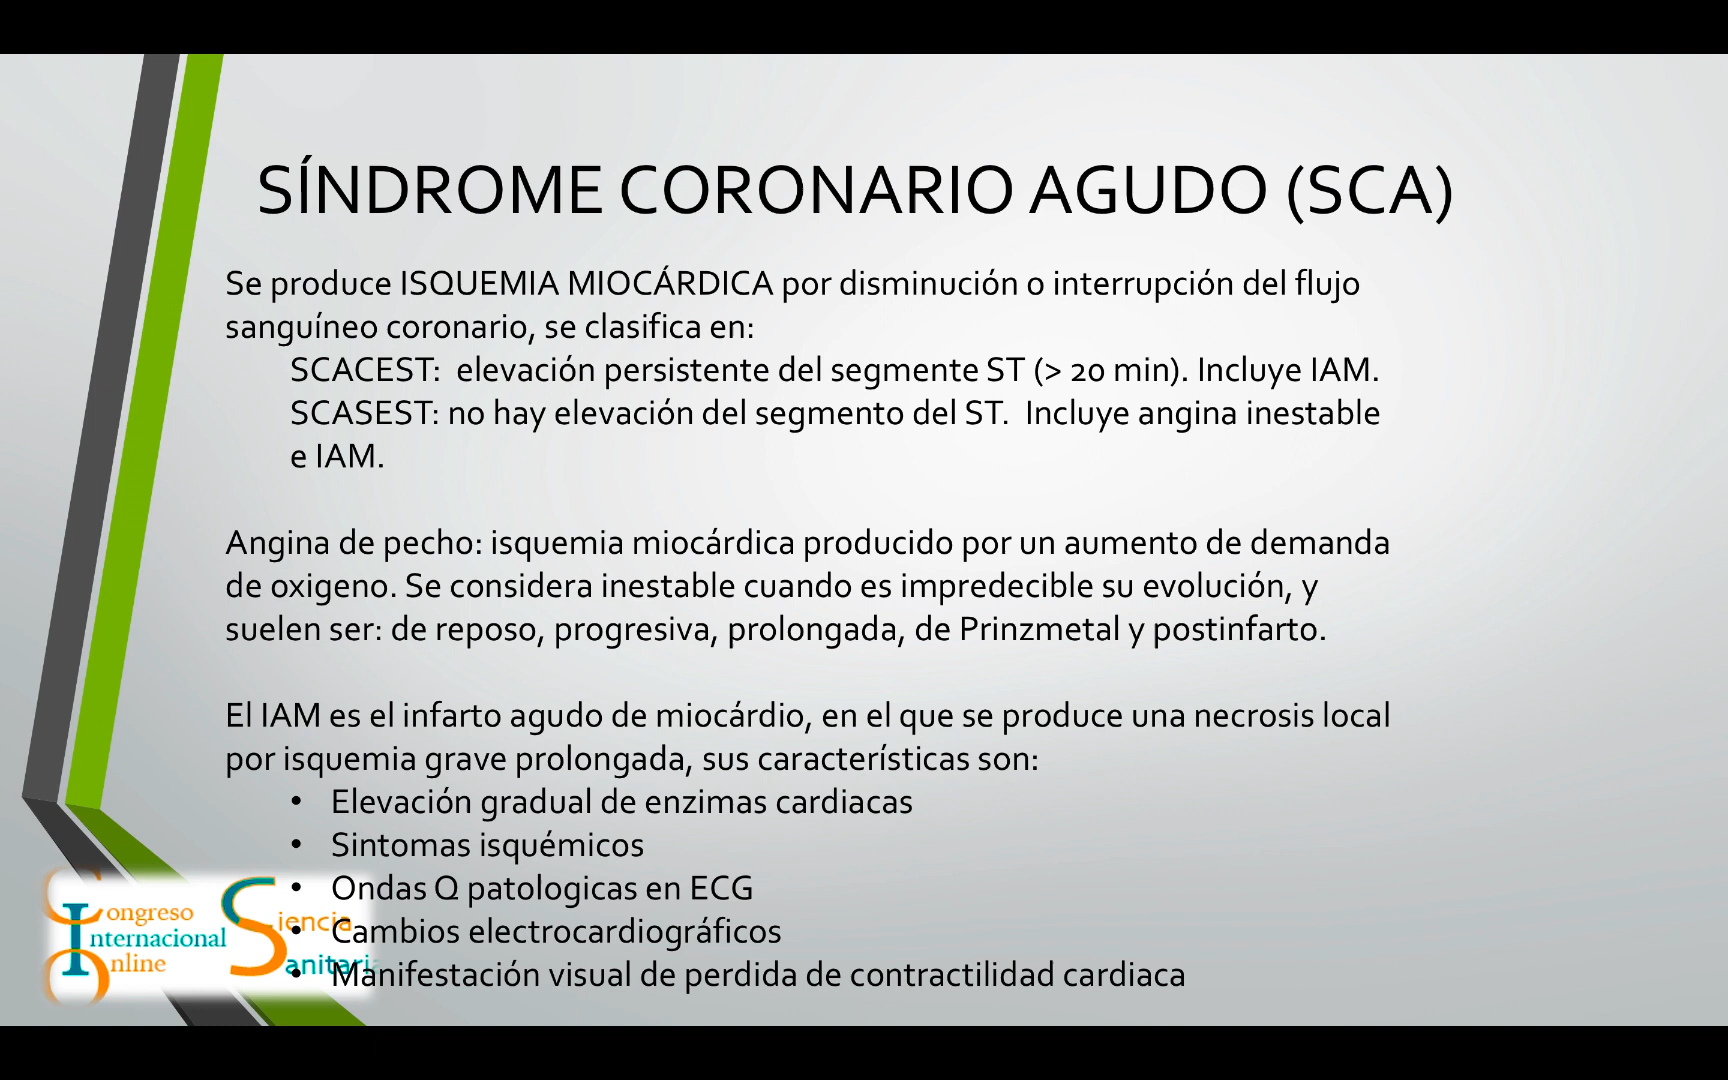 SÍNDROME CORONARIO AGUDO (SCA)
Se produce ISQUEMIA MIOCÁRDICA por disminución o interrupción del flujo
sanguíneo coronario, se clasifica en:
SCACEST:  elevación persistente del segmente ST (> 20 min). Incluye IAM.
SCASEST: no hay elevación del segmento del ST.  Incluye angina inestable
e IAM.
Angina de pecho: isquemia miocárdica producido por un aumento de demanda
de oxigeno. Se considera inestable cuando es impredecible su evolución, y
suelen ser: de reposo, progresiva, prolongada, de Prinzmetal y postinfarto.
El IAM es el infarto agudo de miocárdio, en el que se produce una necrosis local
por isquemia grave prolongada, sus características son:
• Elevación gradual de enzimas cardiacas
• Sintomas isquémicos
• Ondas Q patologicas en ECG
• Cambios electrocardiográficos
• Manifestación visual de perdida de contractilidad cardiaca
Congreso
Internacional
Online
Siencia
Sanitaria